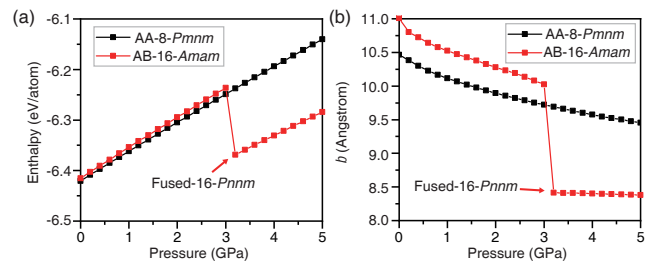 (a)
-6.1
-6.2
-6.3
-6.4
-6.5
Enthalpy (eV/atom)
AA-8-Pmnm
AB-16-Amam
Fused-16-Pnnm
0 1 2 3 4 5
Pressure (GPa)
(b)
11.0
10.5
10.0
9.5
9.0
8.5
8.0
b (Angstrom)
AA-8-Pmnm
AB-16-Amam
Fused-16-Pnnm
0 1 2 3 4 5
Pressure (GPa)